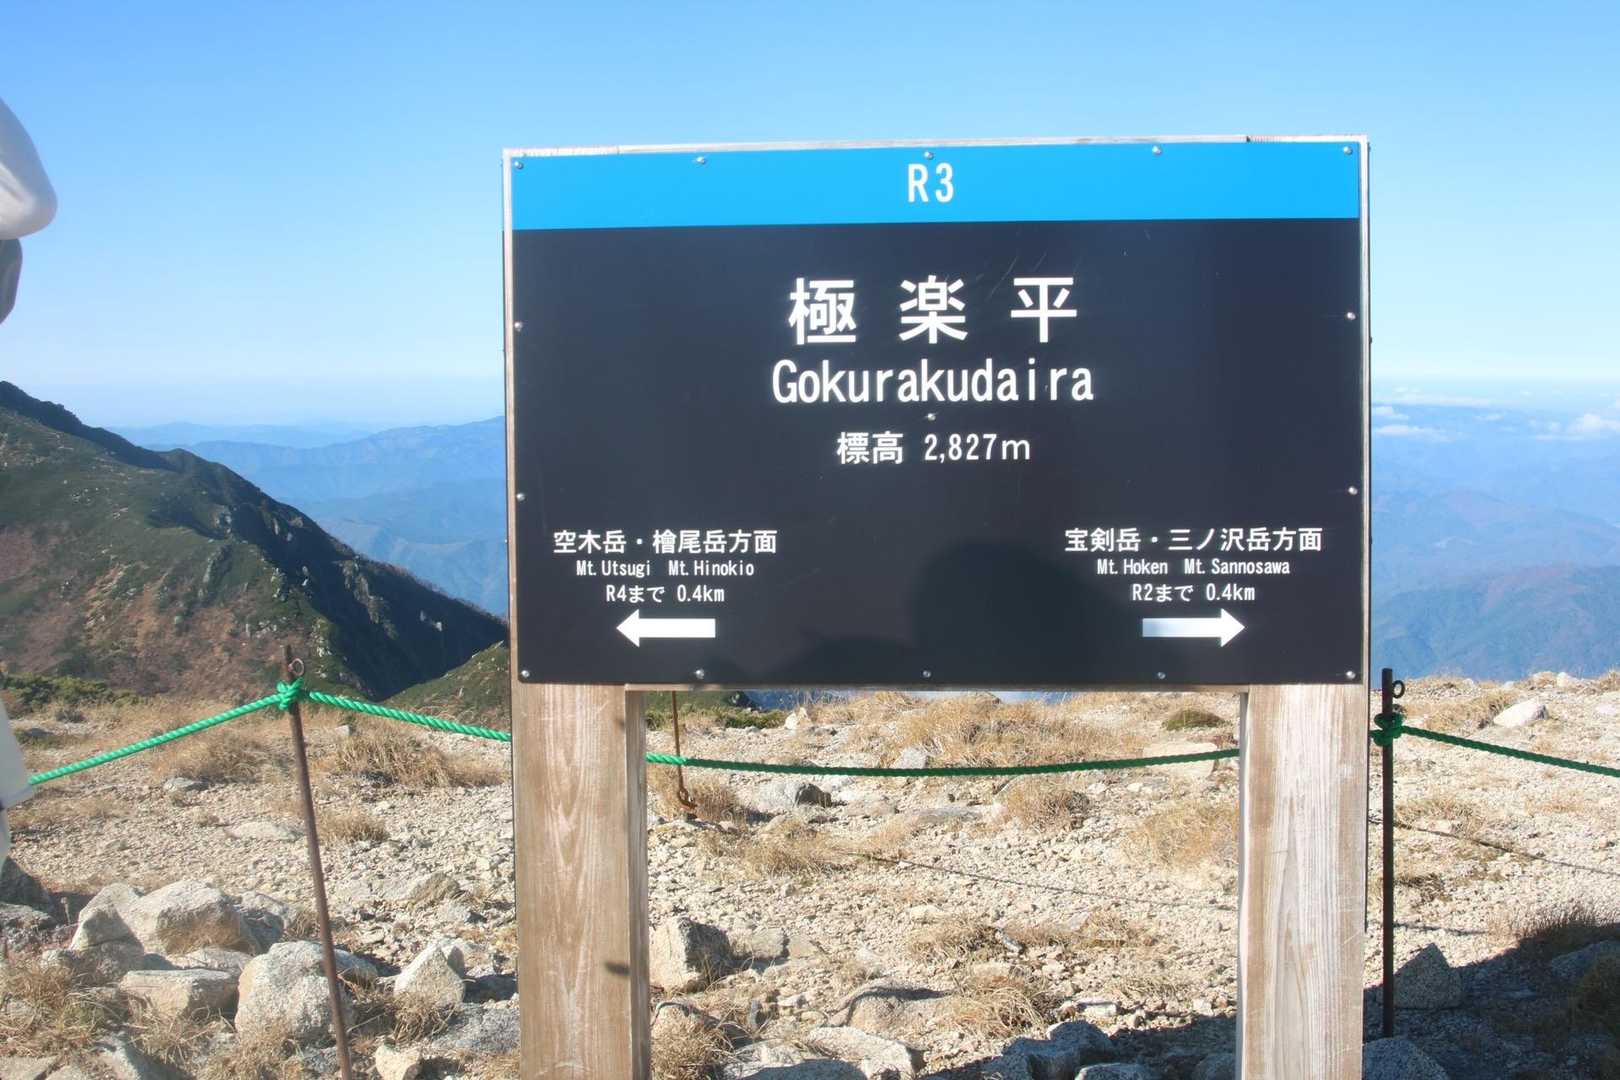 R3
極楽平
Gokurakudaira
標高 2,827m
空木岳・檜尾岳方面
Mt.Utsugi Mt.Hinokio
R4まで 0.4km
宝剣岳・三ノ沢岳方面
Mt.Hoken Mt.Sannosawa
R2まで 0.4km